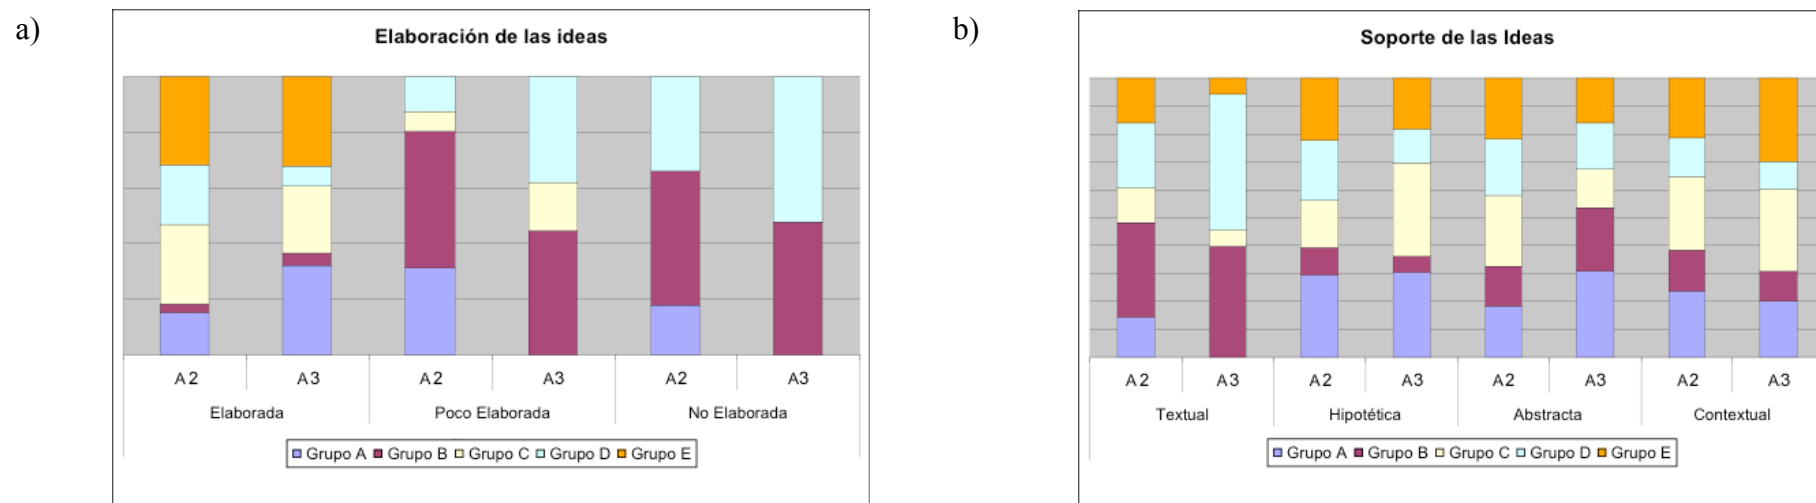 a)
Elaboración de las ideas
A2 A3 A2 A3 A2 A3
Elaborada Poco Elaborada No Elaborada
Grupo A Grupo B Grupo C Grupo D Grupo E
b)
Soporte de las Ideas
A2 A3 A2 A3 A2 A3 A2 A3
Textual Hipotética Abstracta Contextual
Grupo A Grupo B Grupo C Grupo D Grupo E